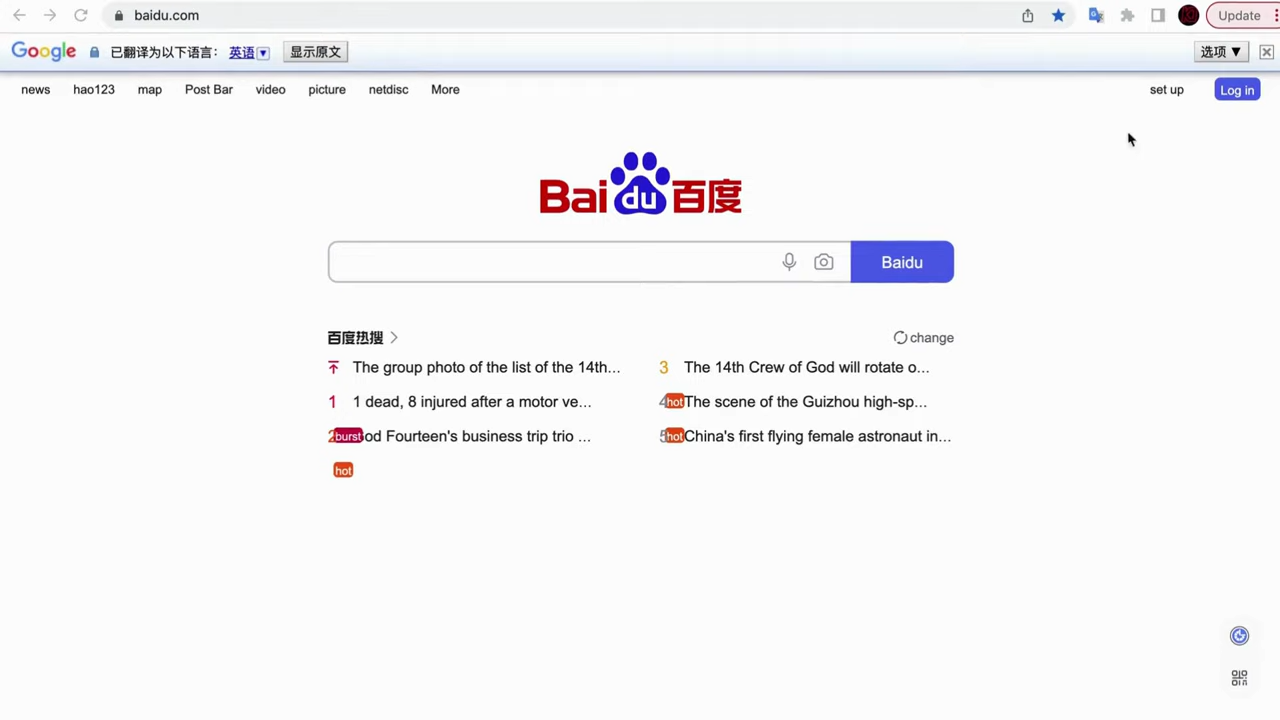 baidu.com
Update
Google 已翻译为以下语言： 英语 ▼ 显示原文 选项 ▼
news hao123 map Post Bar video picture netdisc More set up Log in
Bai du 百度
Baidu
百度热搜 change
The group photo of the list of the 14th...
1 1 dead, 8 injured after a motor ve...
2 burst od Fourteen's business trip trio ...
hot
3 The 14th Crew of God will rotate o...
4 hot The scene of the Guizhou high-sp...
5 hot China's first flying female astronaut in...